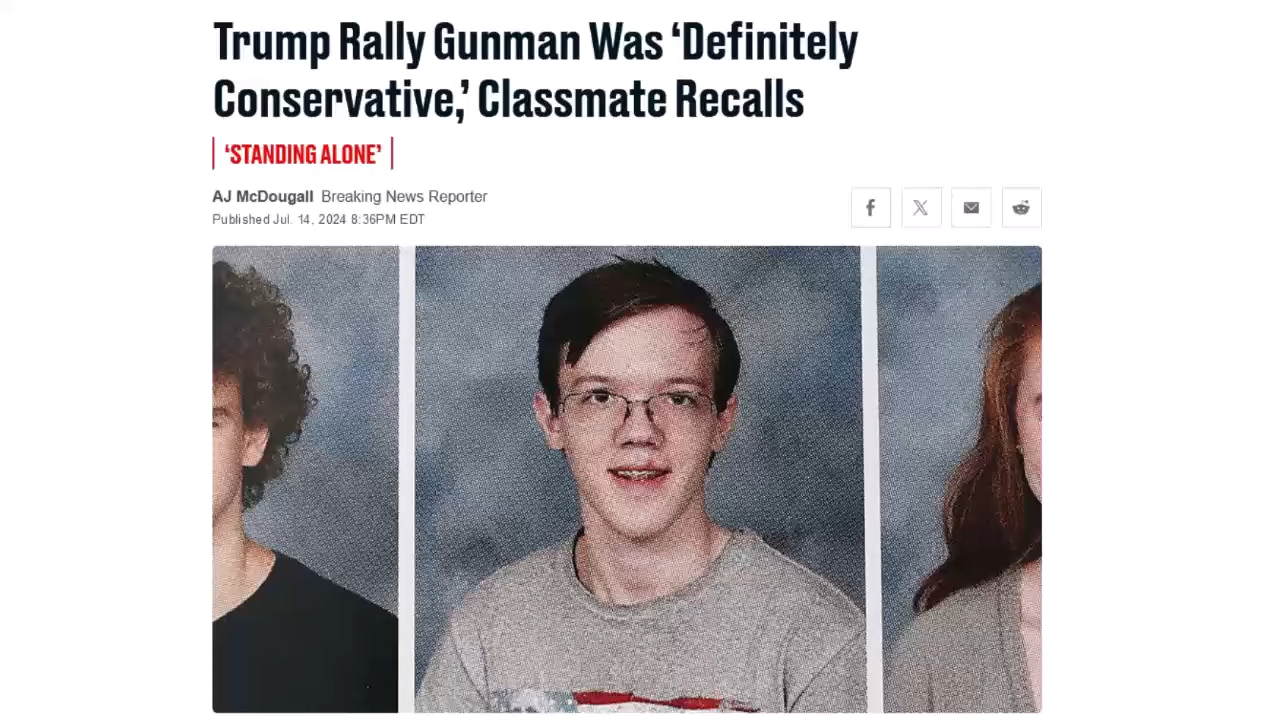 Trump Rally Gunman Was ‘Definitely
Conservative,’ Classmate Recalls
‘STANDING ALONE’
AJ McDougall Breaking News Reporter
Published Jul. 14, 2024 8:36PM EDT